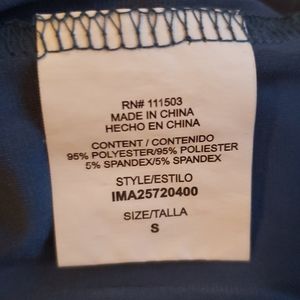 RN# 111503
MADE IN CHINA
HECHO EN CHINA
CONTENT / CONTENIDO
95% POLYESTER/95% POLIESTER
5% SPANDEX/5% SPANDEX
STYLE/ESTILO
IMA25720400
SIZE/TALLA
S